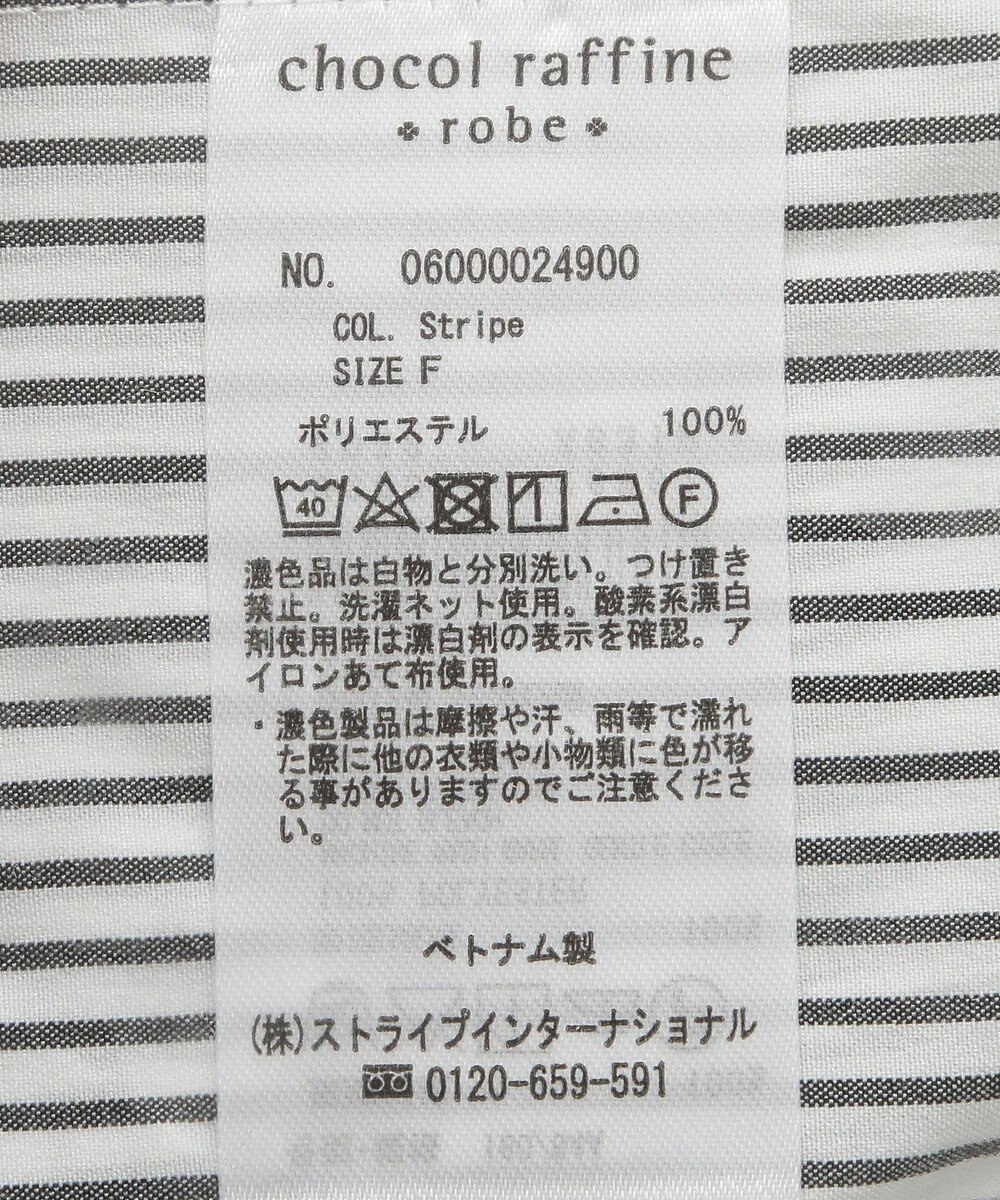 chocol raffine
robe
NO. 06000024900
COL. Stripe
SIZE F
ポリエステル 100%
40 F
濃色品は白物と分別洗い。つけ置き
禁止。洗濯ネット使用。酸素系漂白
剤使用時は漂白剤の表示を確認。ア
イロンあて布使用。
・濃色製品は摩擦や汗、雨等で濡れ
た際に他の衣類や小物類に色が移
る事がありますのでご注意くださ
い。
ベトナム製
(株)ストライプインターナショナル
0120-659-591